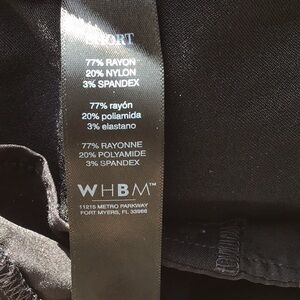 SHORT
77% RAYON
20% NYLON
3% SPANDEX
77% rayón
20% poliamida
3% elastano
77% RAYONNE
20% POLYAMIDE
3% SPANDEX
WHBM™
11215 METRO PARKWAY
FORT MYERS, FL 33966